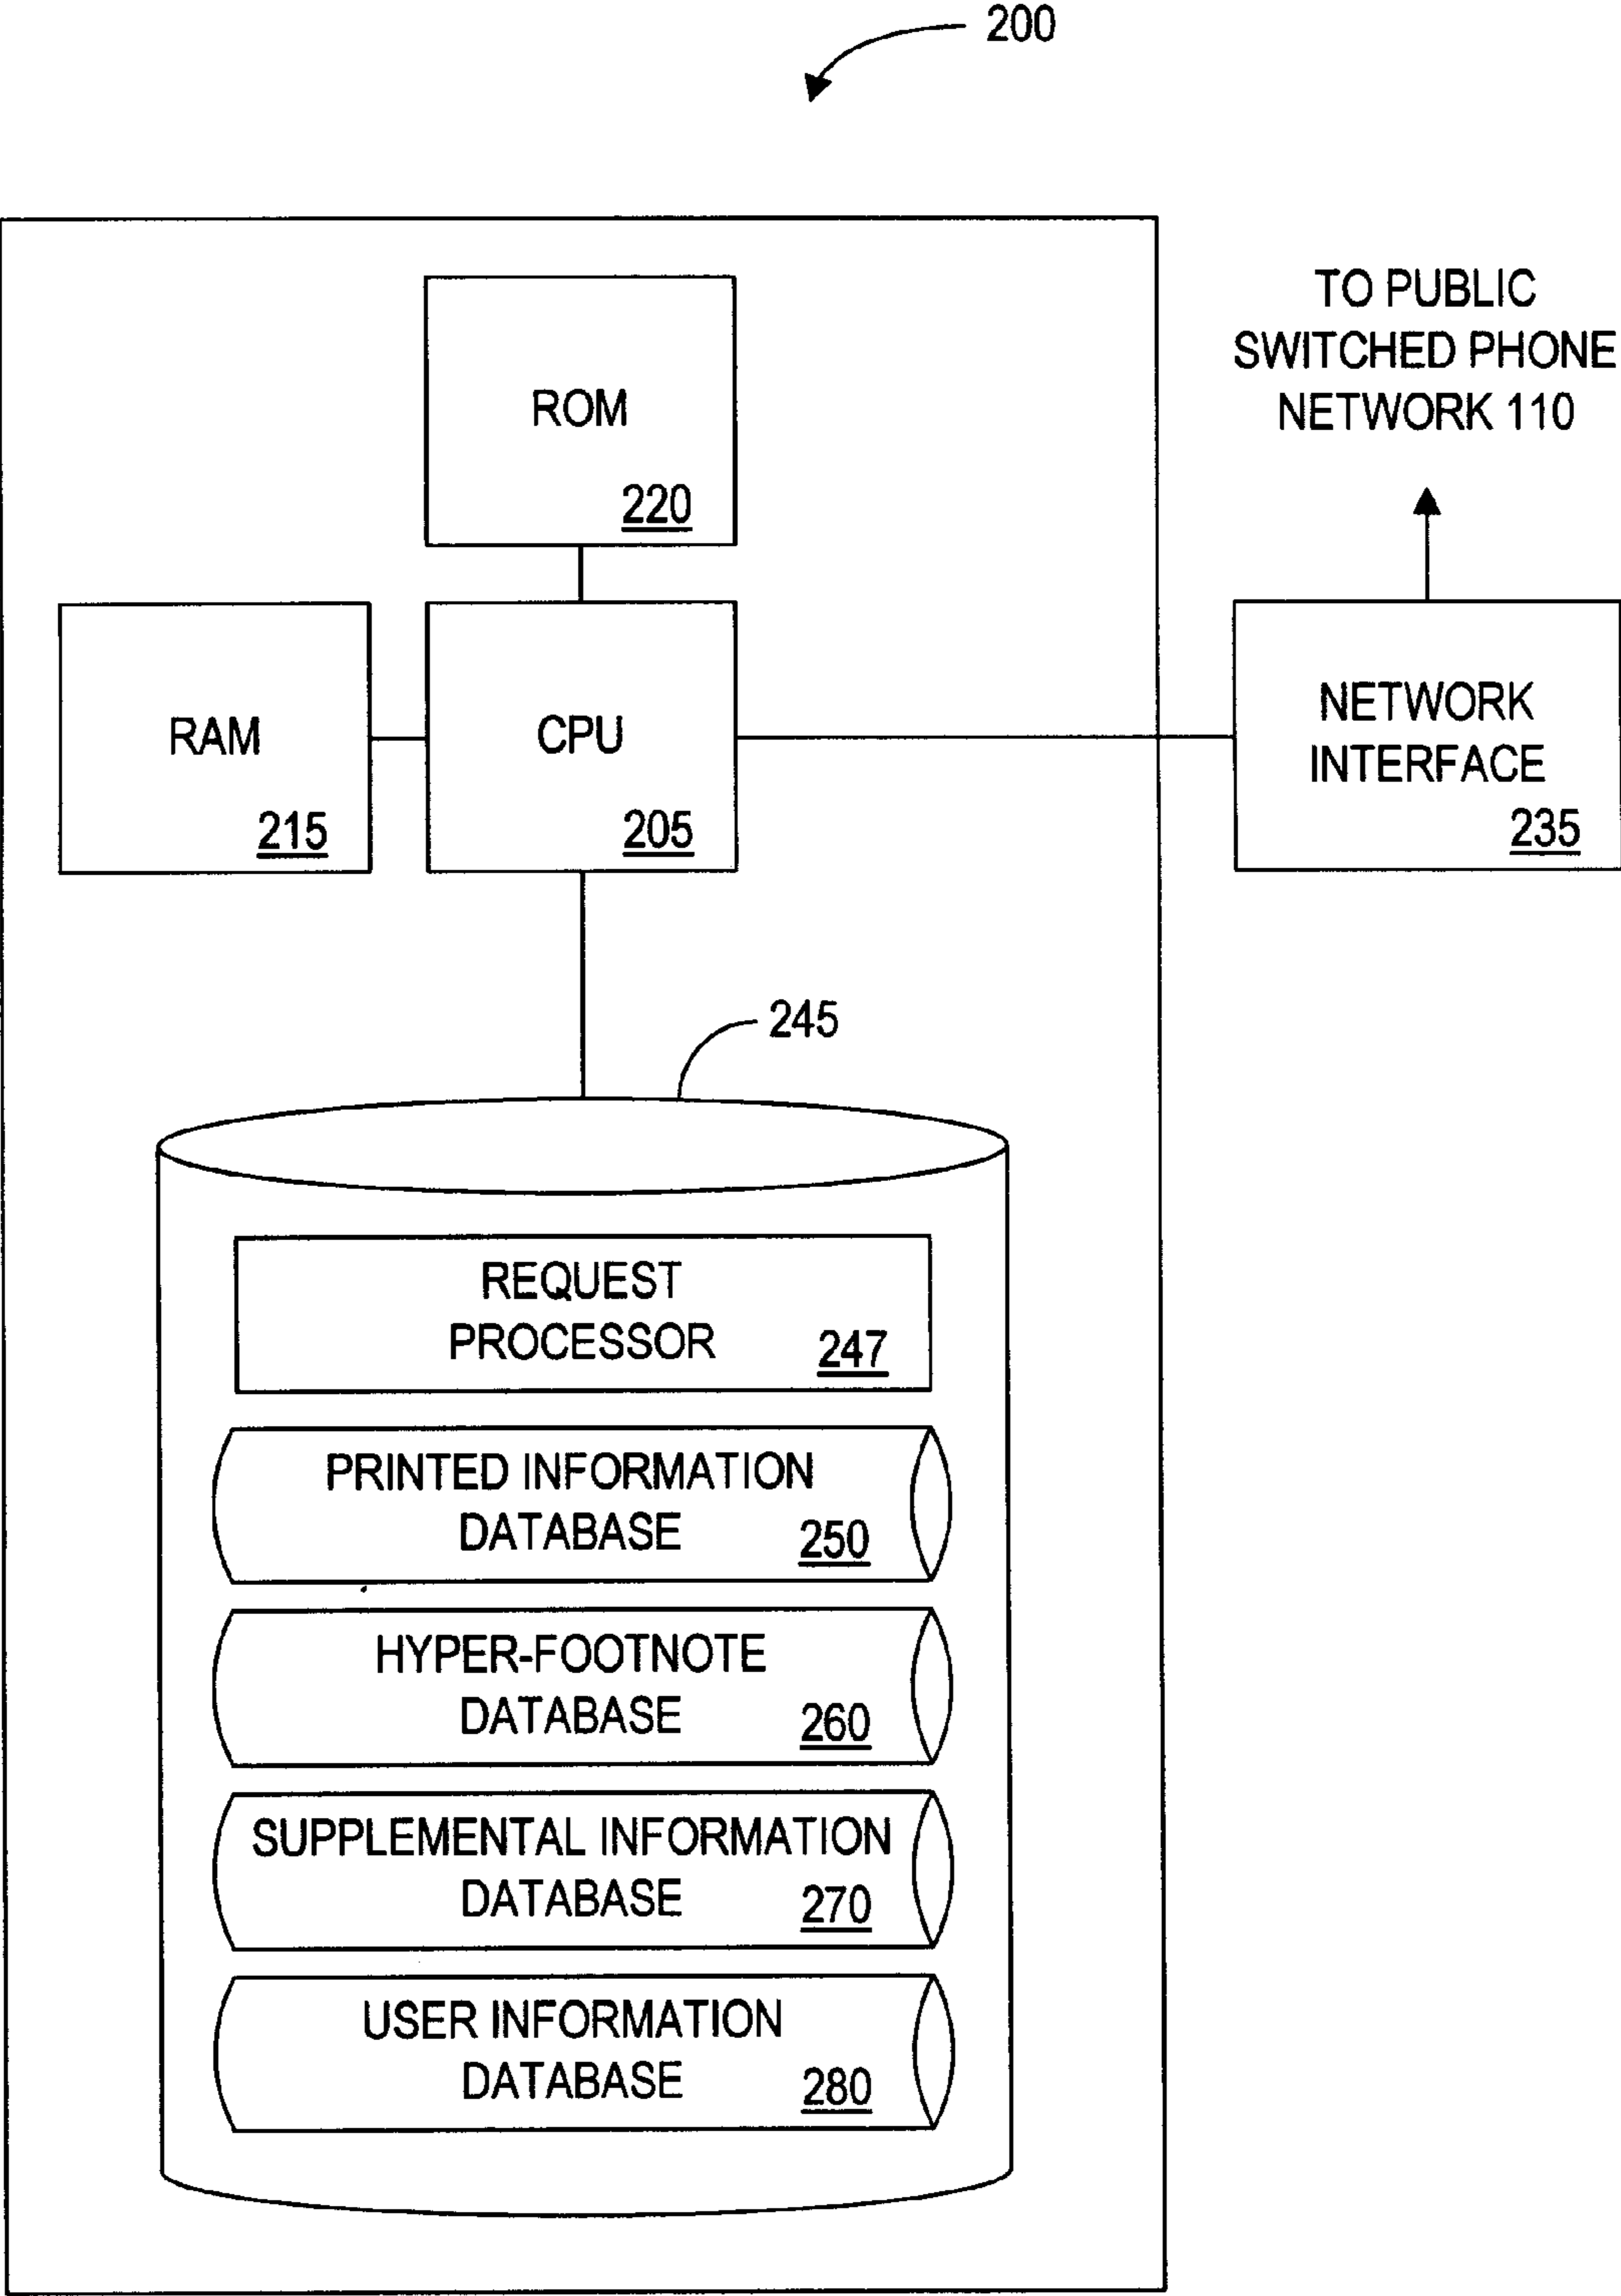 200
TO PUBLIC
SWITCHED PHONE
NETWORK 110
ROM
220
RAM
215
CPU
205
NETWORK
INTERFACE
235
245
REQUEST
PROCESSOR 247
PRINTED INFORMATION
DATABASE 250
HYPER-FOOTNOTE
DATABASE 260
SUPPLEMENTAL INFORMATION
DATABASE 270
USER INFORMATION
DATABASE 280